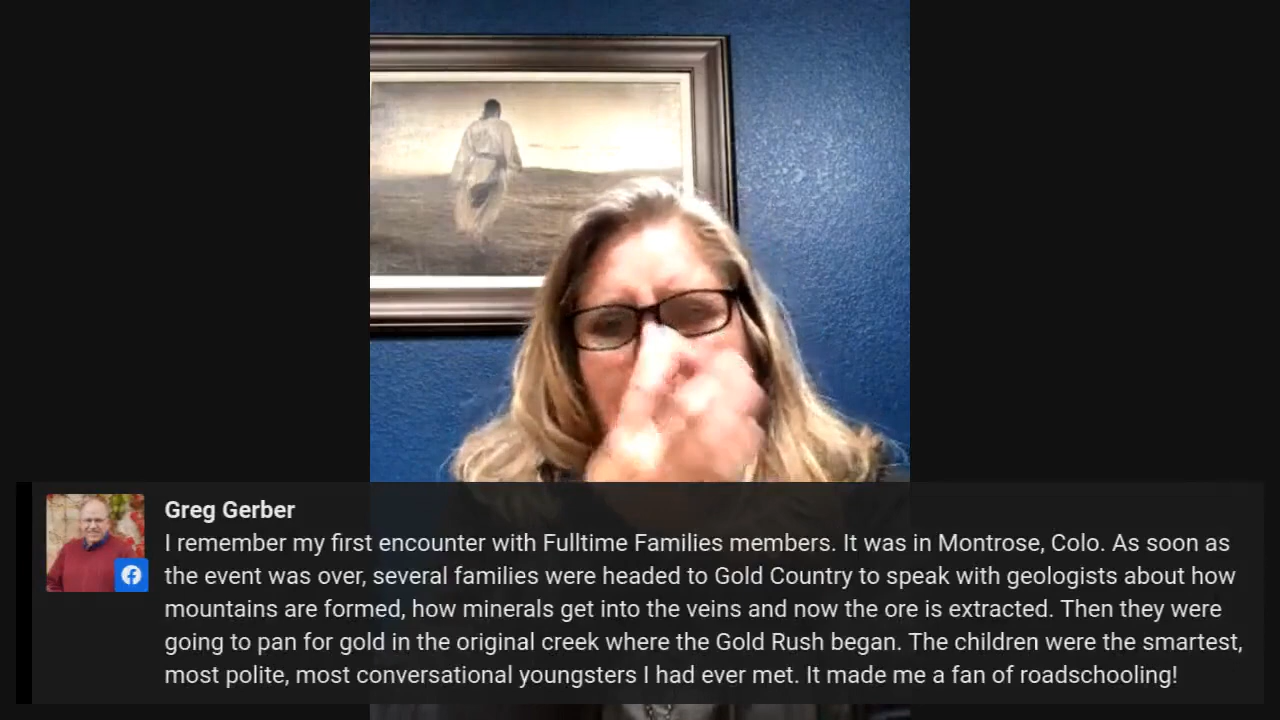 Greg Gerber
I remember my first encounter with Fulltime Families members. It was in Montrose, Colo. As soon as
the event was over, several families were headed to Gold Country to speak with geologists about how
mountains are formed, how minerals get into the veins and now the ore is extracted. Then they were
going to pan for gold in the original creek where the Gold Rush began. The children were the smartest,
most polite, most conversational youngsters I had ever met. It made me a fan of roadschooling!